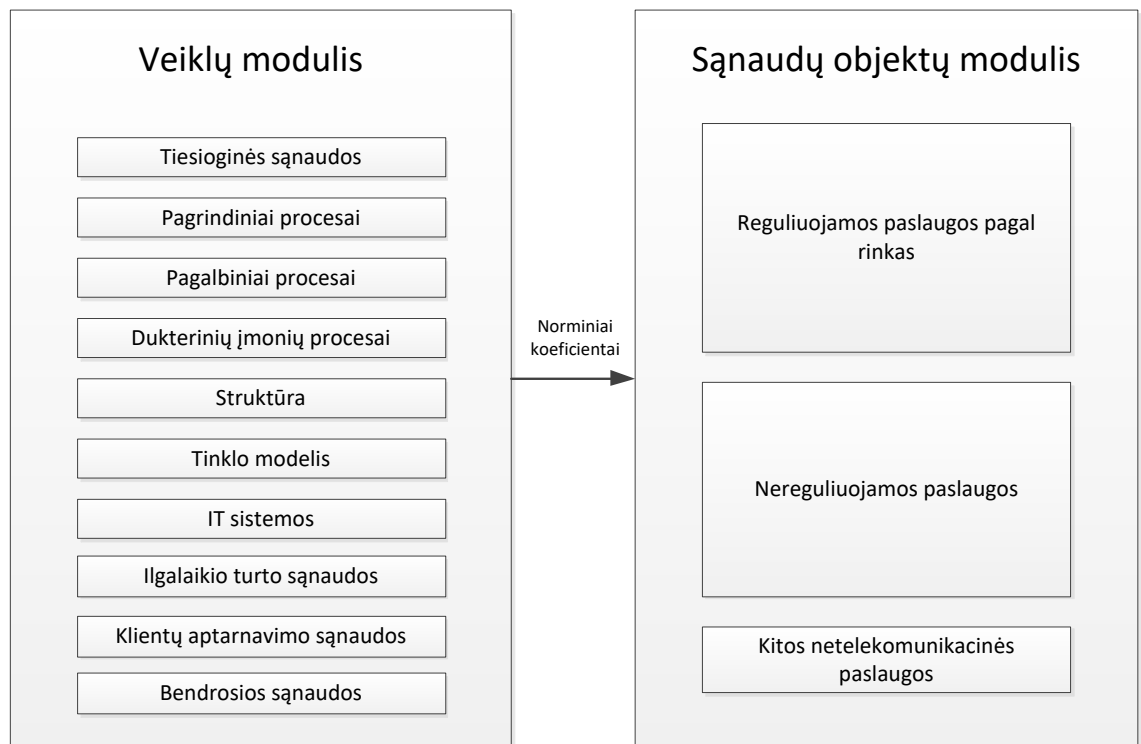 Veiklų modulis
Tiesioginės sąnaudos
Pagrindiniai procesai
Pagalbiniai procesai
Dukterinių įmonių procesai
Struktūra
Tinklo modelis
IT sistemos
Ilgalaikio turto sąnaudos
Klientų aptarnavimo sąnaudos
Bendrosios sąnaudos
Norminiai
koeficientai
Sąnaudų objektų modulis
Reguliuojamos paslaugos pagal
rinkas
Nereguliuojamos paslaugos
Kitos netelekomunikacinės
paslaugos